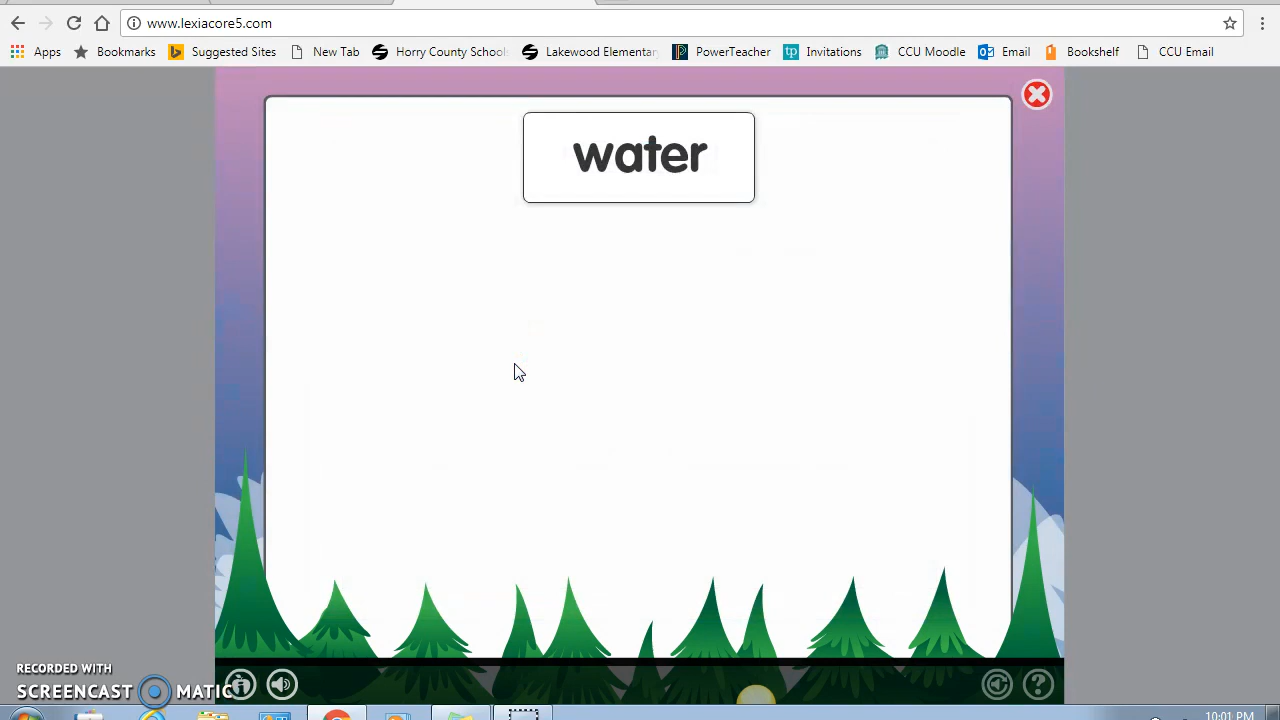 www.lexiacore5.com
Apps Bookmarks Suggested Sites New Tab Horry County Schools Lakewood Elementar PowerTeacher tp Invitations CCU Moodle Email Bookshelf CCU Email
water
RECORDED WITH
SCREENCAST MATIC
10:01 PM